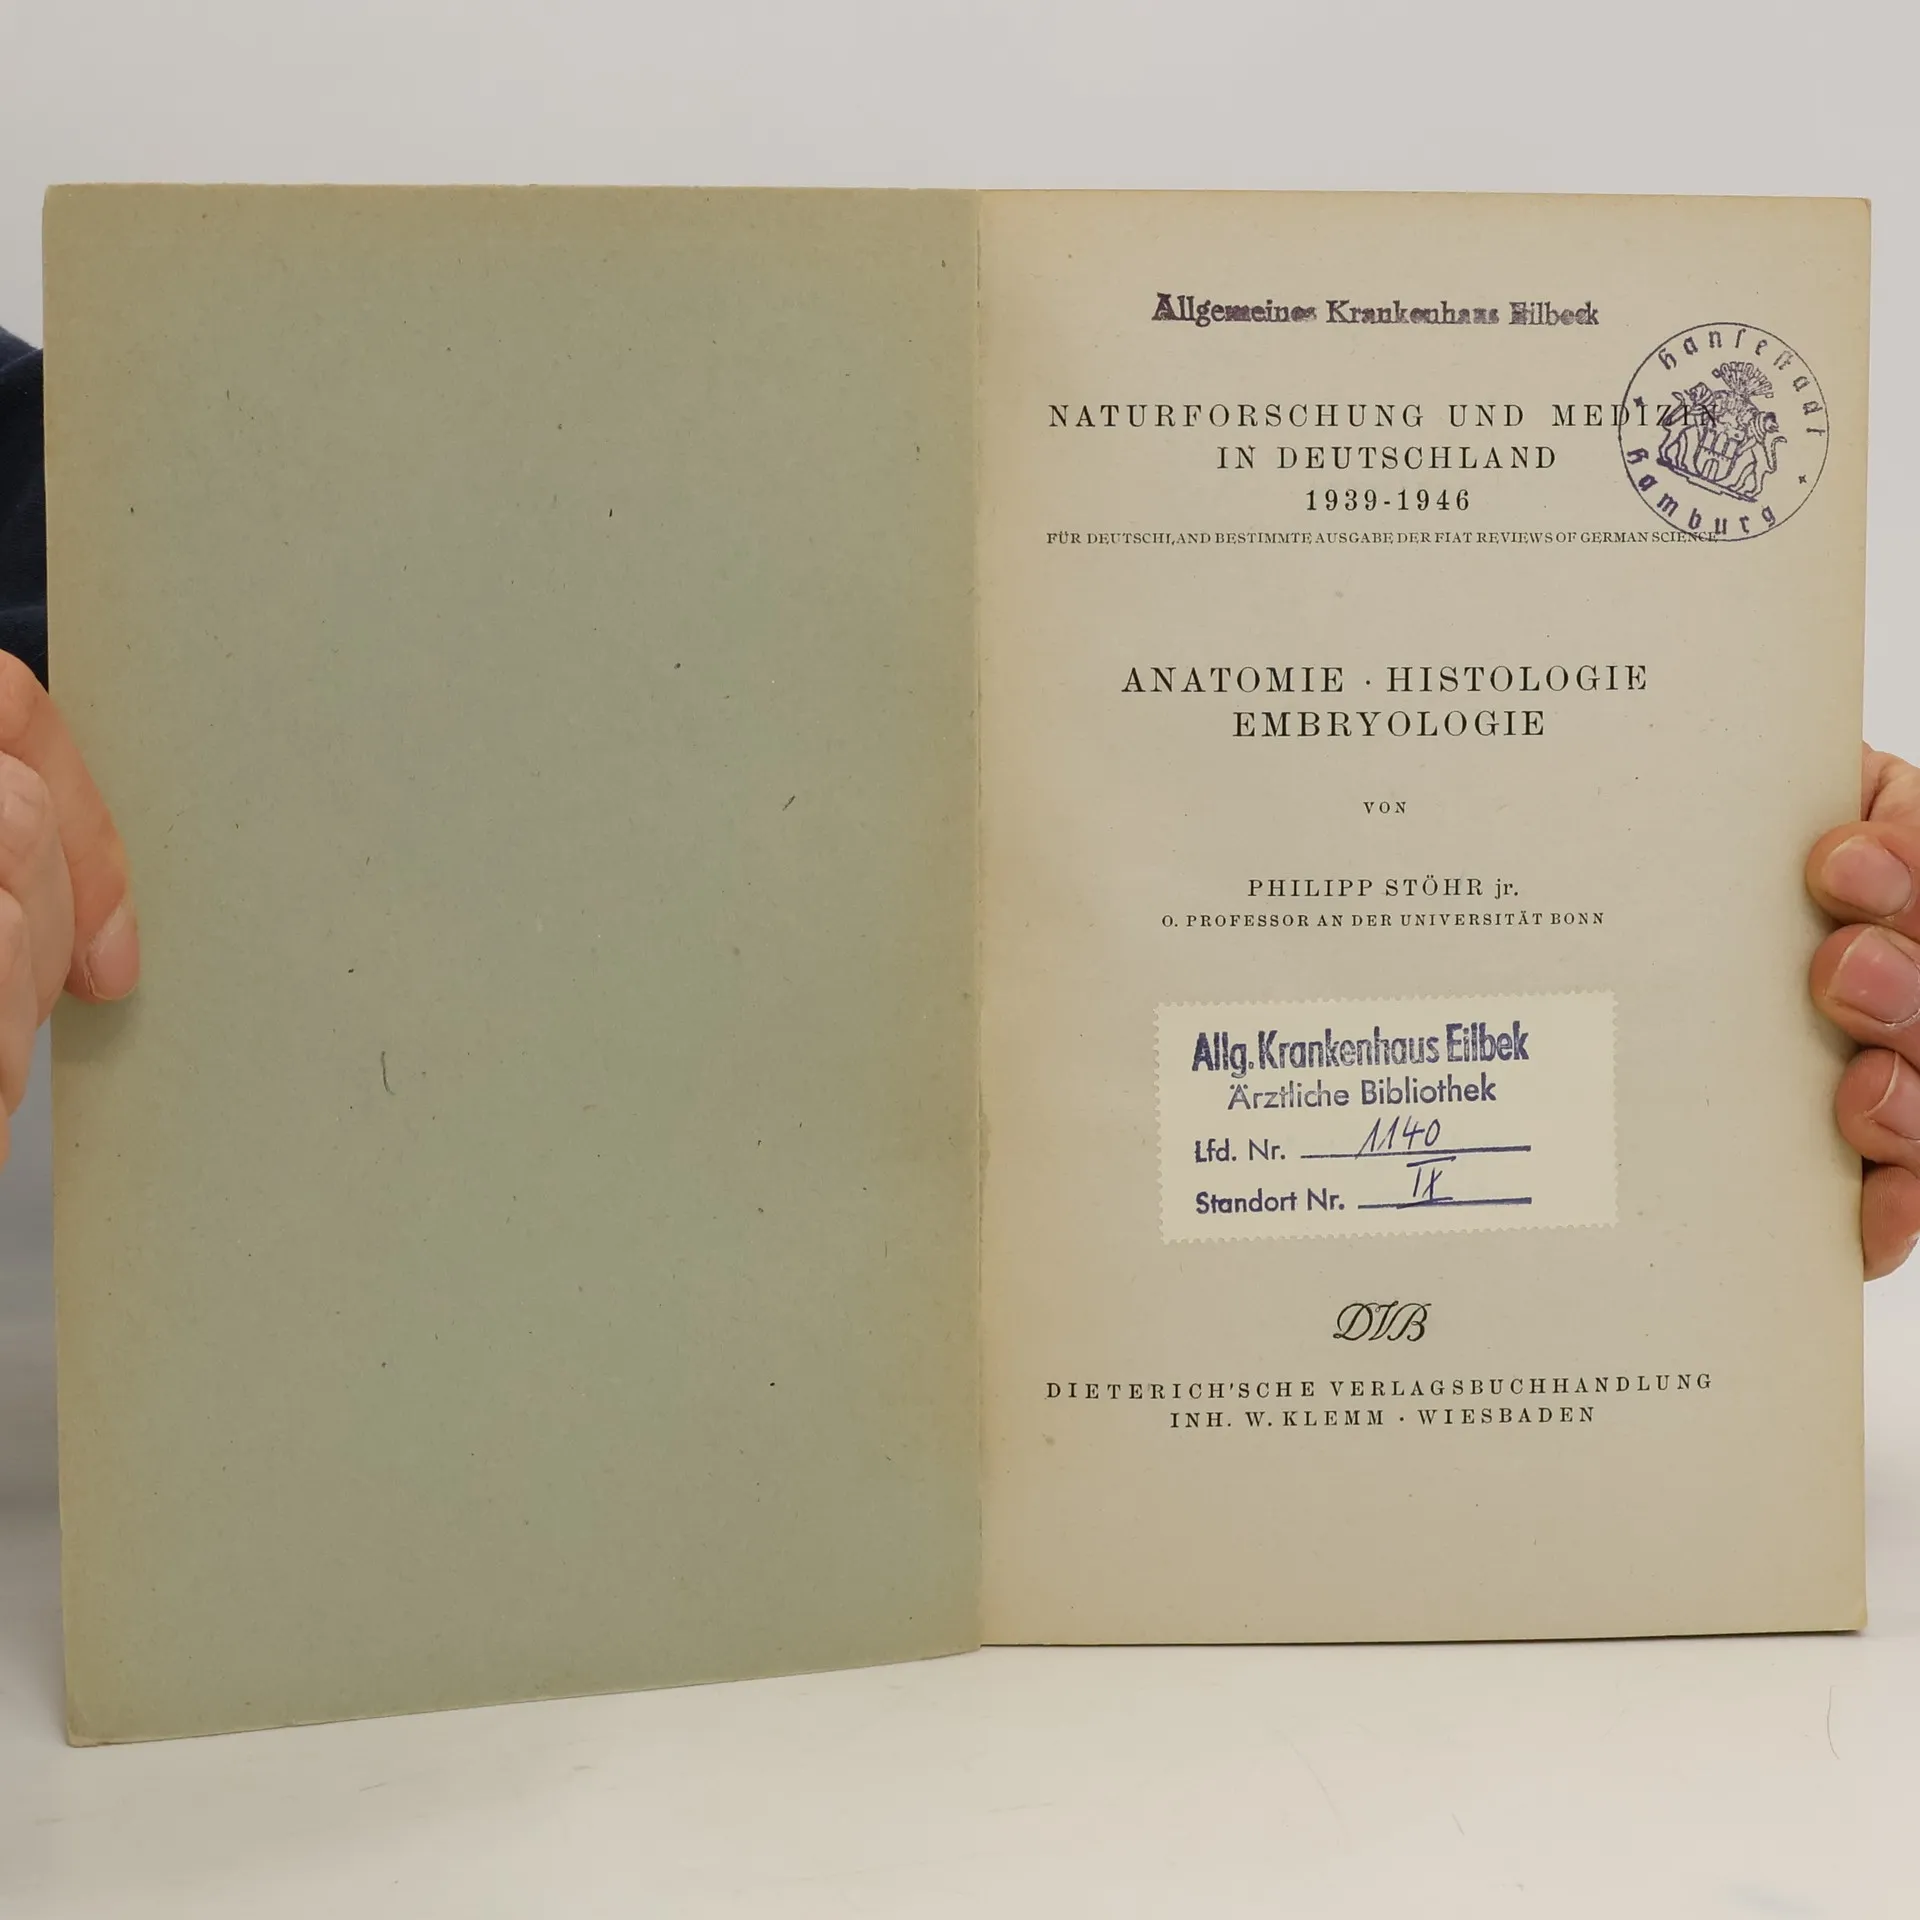 Allgemeines Krankenhaus Eilbeck
Hansestadt
Hamburg
NATURFORSCHUNG UND MEDIZIN
IN DEUTSCHLAND
1939-1946
FÜR DEUTSCHLAND BESTIMMTE AUSGABE DER FIAT REVIEWS OF GERMAN SCIENCE
ANATOMIE · HISTOLOGIE
EMBRYOLOGIE
VON
PHILIPP STÖHR jr.
O. PROFESSOR AN DER UNIVERSITÄT BONN
Allg. Krankenhaus Eilbek
Ärztliche Bibliothek
Lfd. Nr. 1140
Standort Nr. IX
DVB
DIETERICH'SCHE VERLAGSBUCHHANDLUNG
INH. W. KLEMM · WIESBADEN